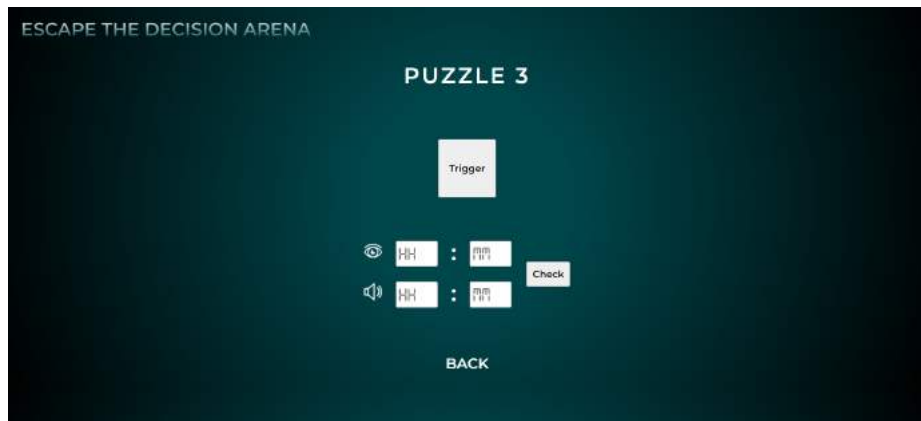 ESCAPE THE DECISION ARENA
PUZZLE 3
Trigger
HH : MM
Check
HH : MM
BACK